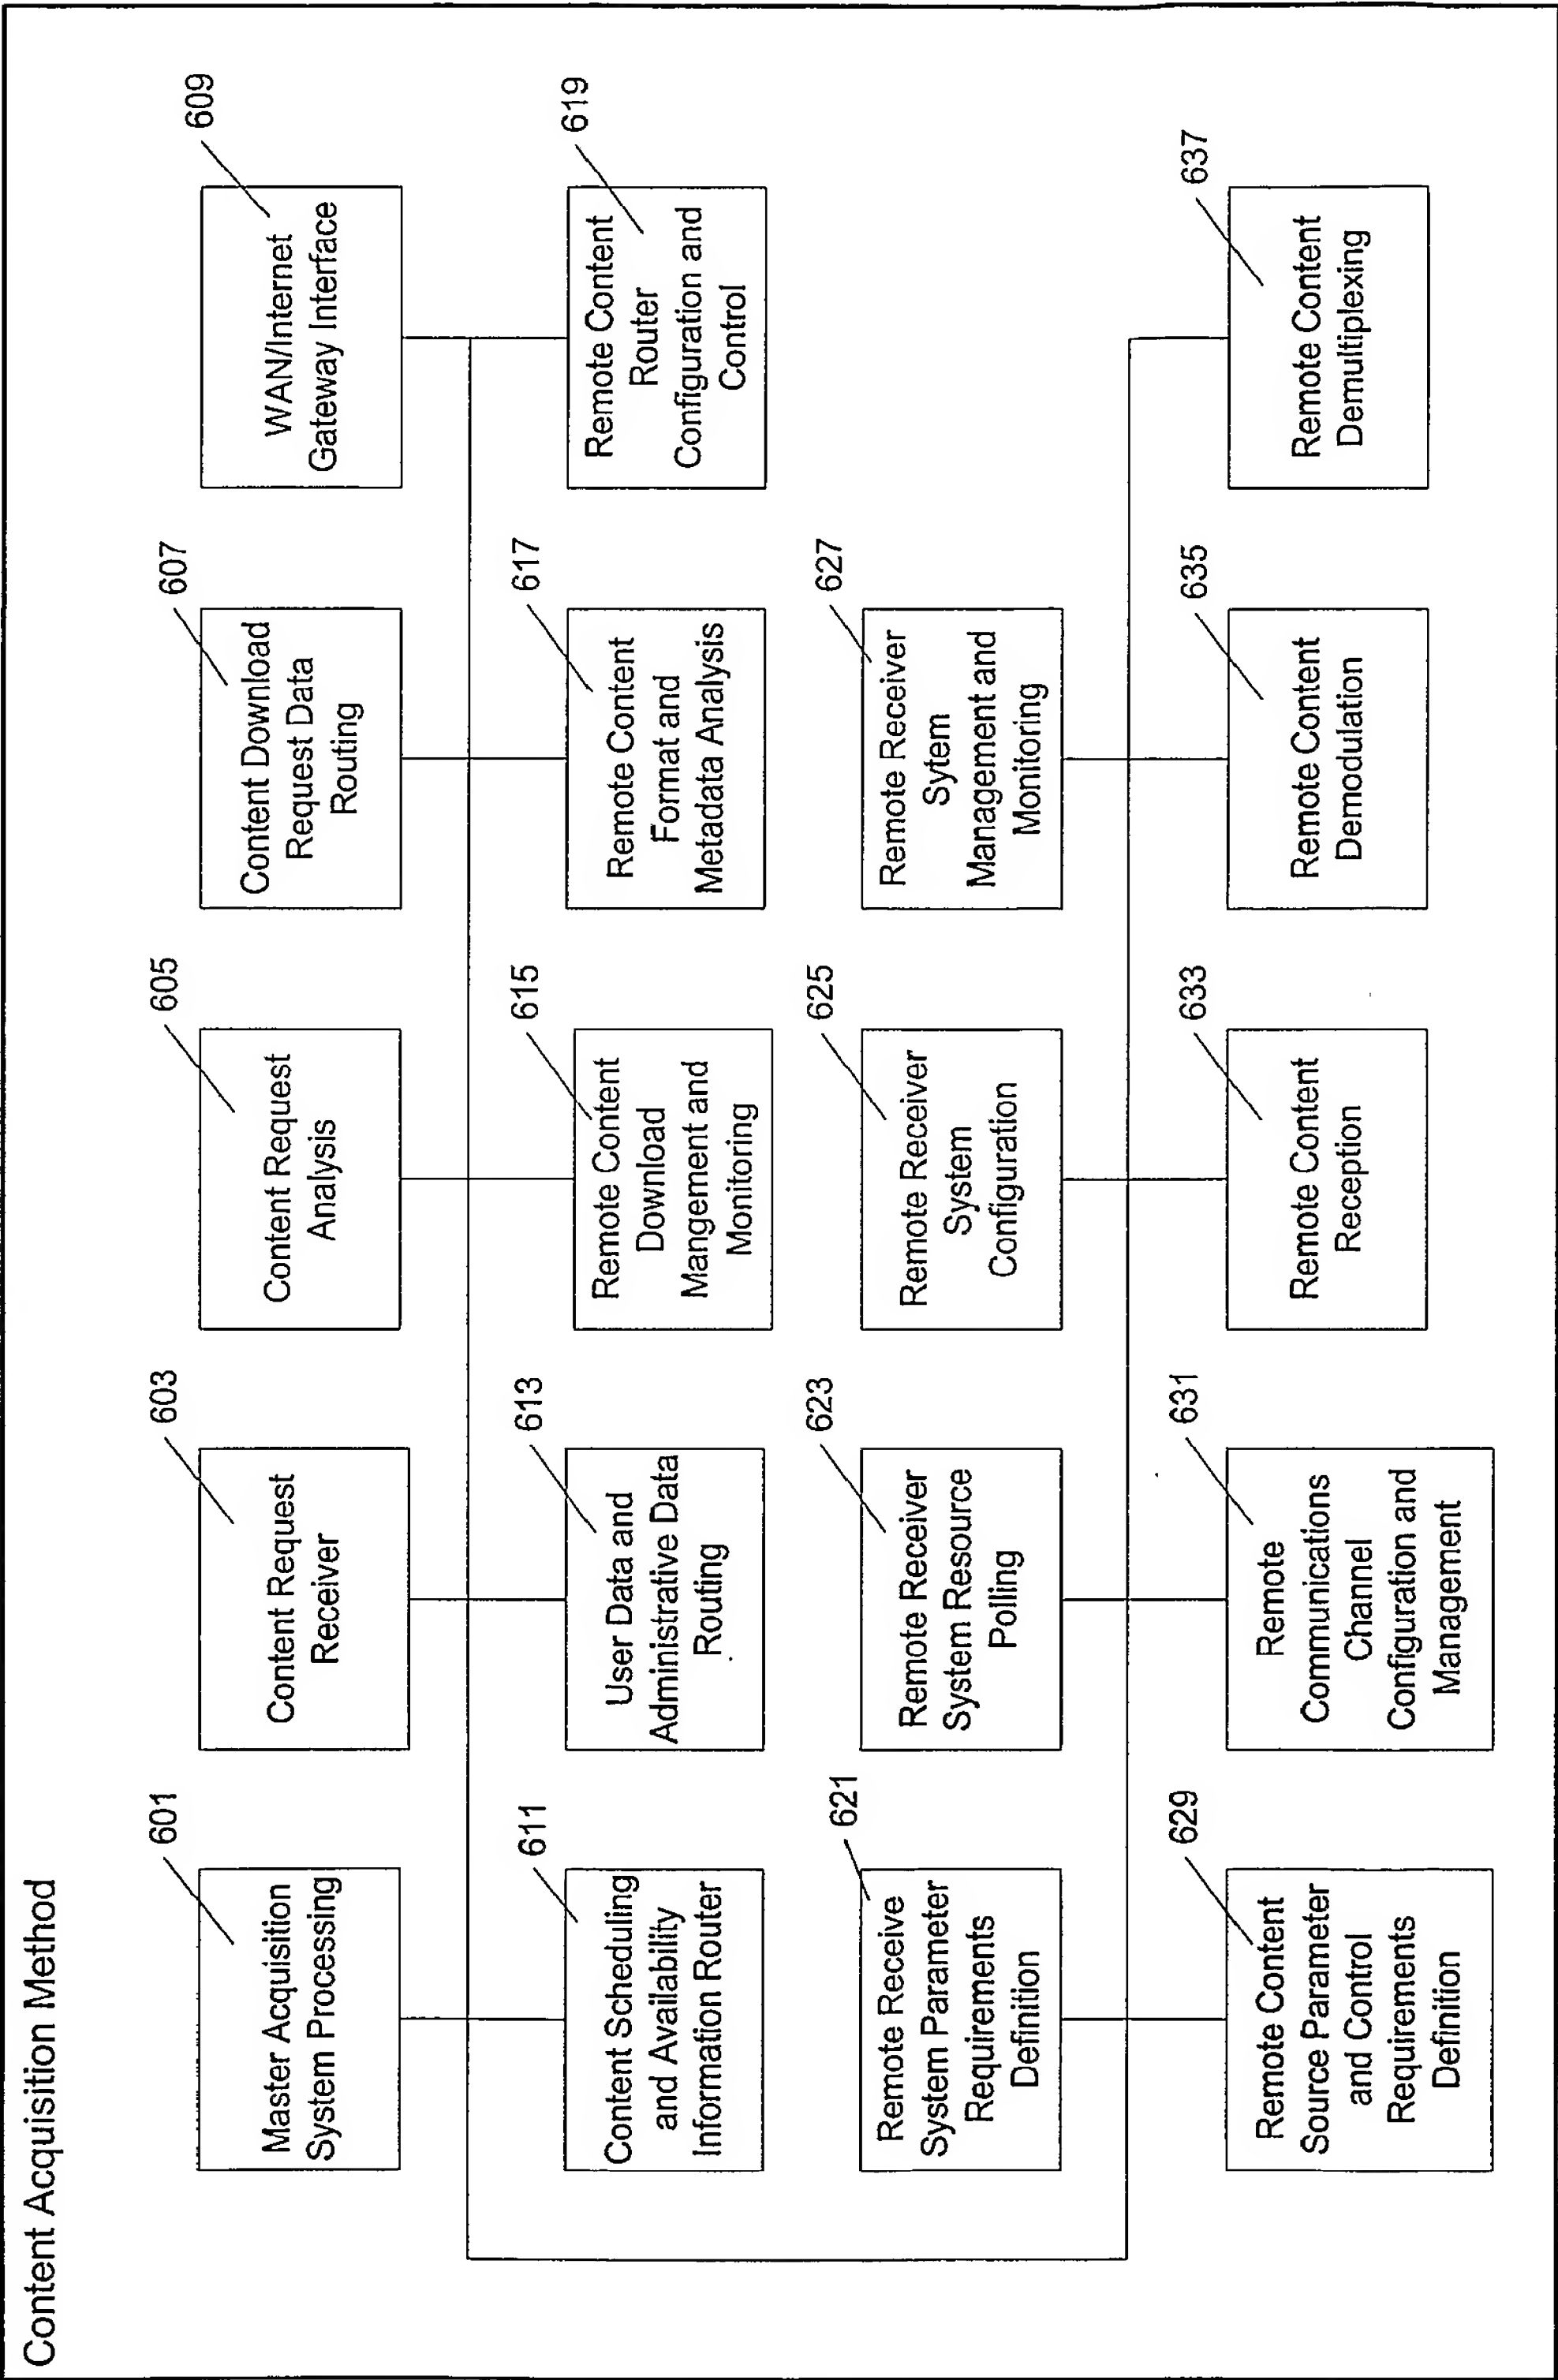 Content Acquisition Method
601
Master Acquisition
System Processing
603
Content Request
Receiver
605
Content Request
Analysis
607
Content Download
Request Data
Routing
609
WAN/Internet
Gateway Interface
611
Content Scheduling
and Availability
Information Router
613
User Data and
Administrative Data
Routing
615
Remote Content
Download
Mangement and
Monitoring
617
Remote Content
Format and
Metadata Analysis
619
Remote Content
Router
Configuration and
Control
621
Remote Receive
System Parameter
Requirements
Definition
623
Remote Receiver
System Resource
Polling
625
Remote Receiver
System
Configuration
627
Remote Receiver
Sytem
Management and
Monitoring
629
Remote Content
Source Parameter
and Control
Requirements
Definition
631
Remote
Communications
Channel
Configuration and
Management
633
Remote Content
Reception
635
Remote Content
Demodulation
637
Remote Content
Demultiplexing